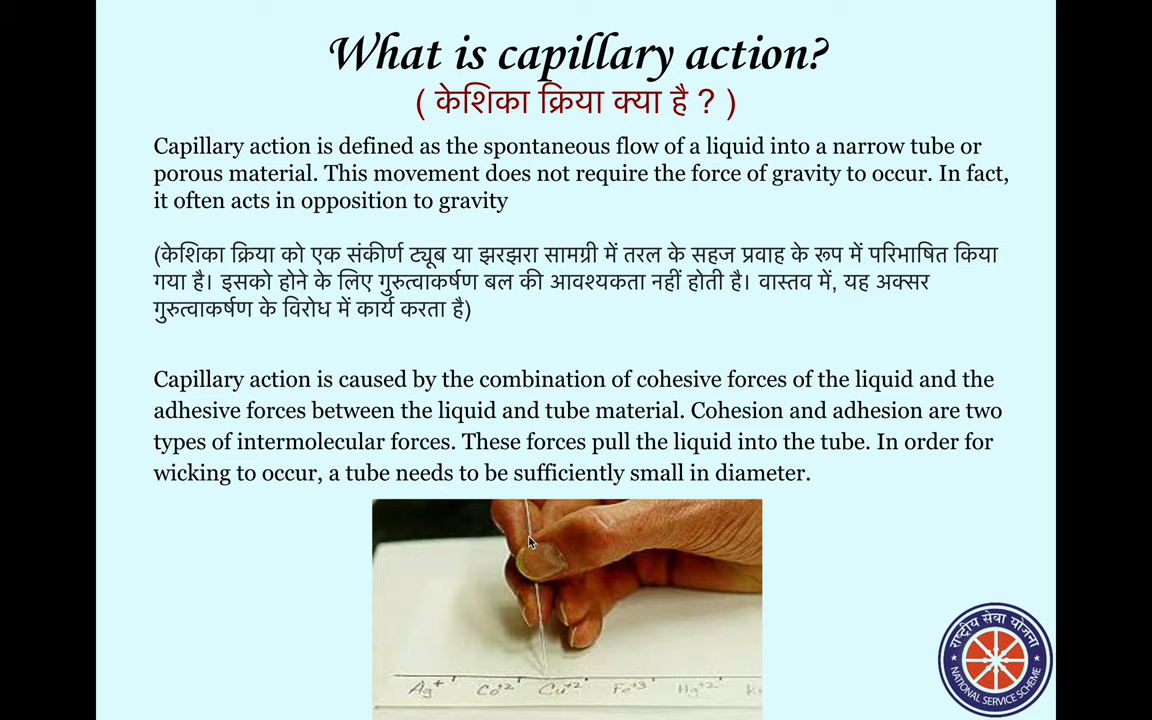 What is capillary action?
( केशिका क्रिया क्या है ? )
Capillary action is defined as the spontaneous flow of a liquid into a narrow tube or
porous material. This movement does not require the force of gravity to occur. In fact,
it often acts in opposition to gravity
(केशिका क्रिया को एक संकीर्ण ट्यूब या झरझरा सामग्री में तरल के सहज प्रवाह के रूप में परिभाषित किया
गया है। इसको होने के लिए गुरुत्वाकर्षण बल की आवश्यकता नहीं होती है। वास्तव में, यह अक्सर
गुरुत्वाकर्षण के विरोध में कार्य करता है)
Capillary action is caused by the combination of cohesive forces of the liquid and the
adhesive forces between the liquid and tube material. Cohesion and adhesion are two
types of intermolecular forces. These forces pull the liquid into the tube. In order for
wicking to occur, a tube needs to be sufficiently small in diameter.
Ag+ Co+2 Cu+2 Fe+3 Hg+2
राष्ट्रीय सेवा योजना
NATIONAL SERVICE SCHEME